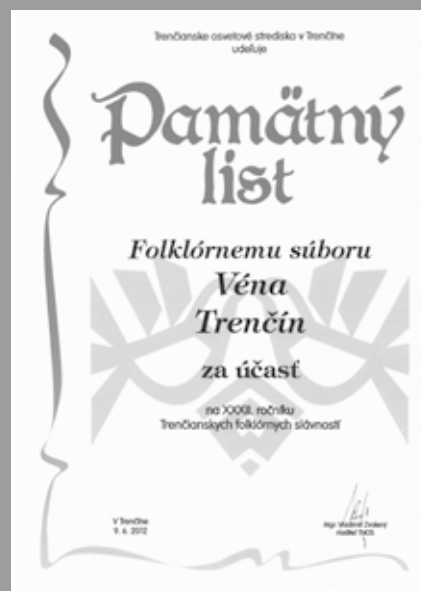 Trenčianske osvetové stredisko v Trenčíne
udeľuje
Pamätný
list
Folklórnemu súboru
Véna
Trenčín
za účasť
na XXXII. ročníku
Trenčianskych folklórnych slávností
V Trenčíne
9. 6. 2012
Mgr. Vladimír Zvalený
riaditeľ TNOS